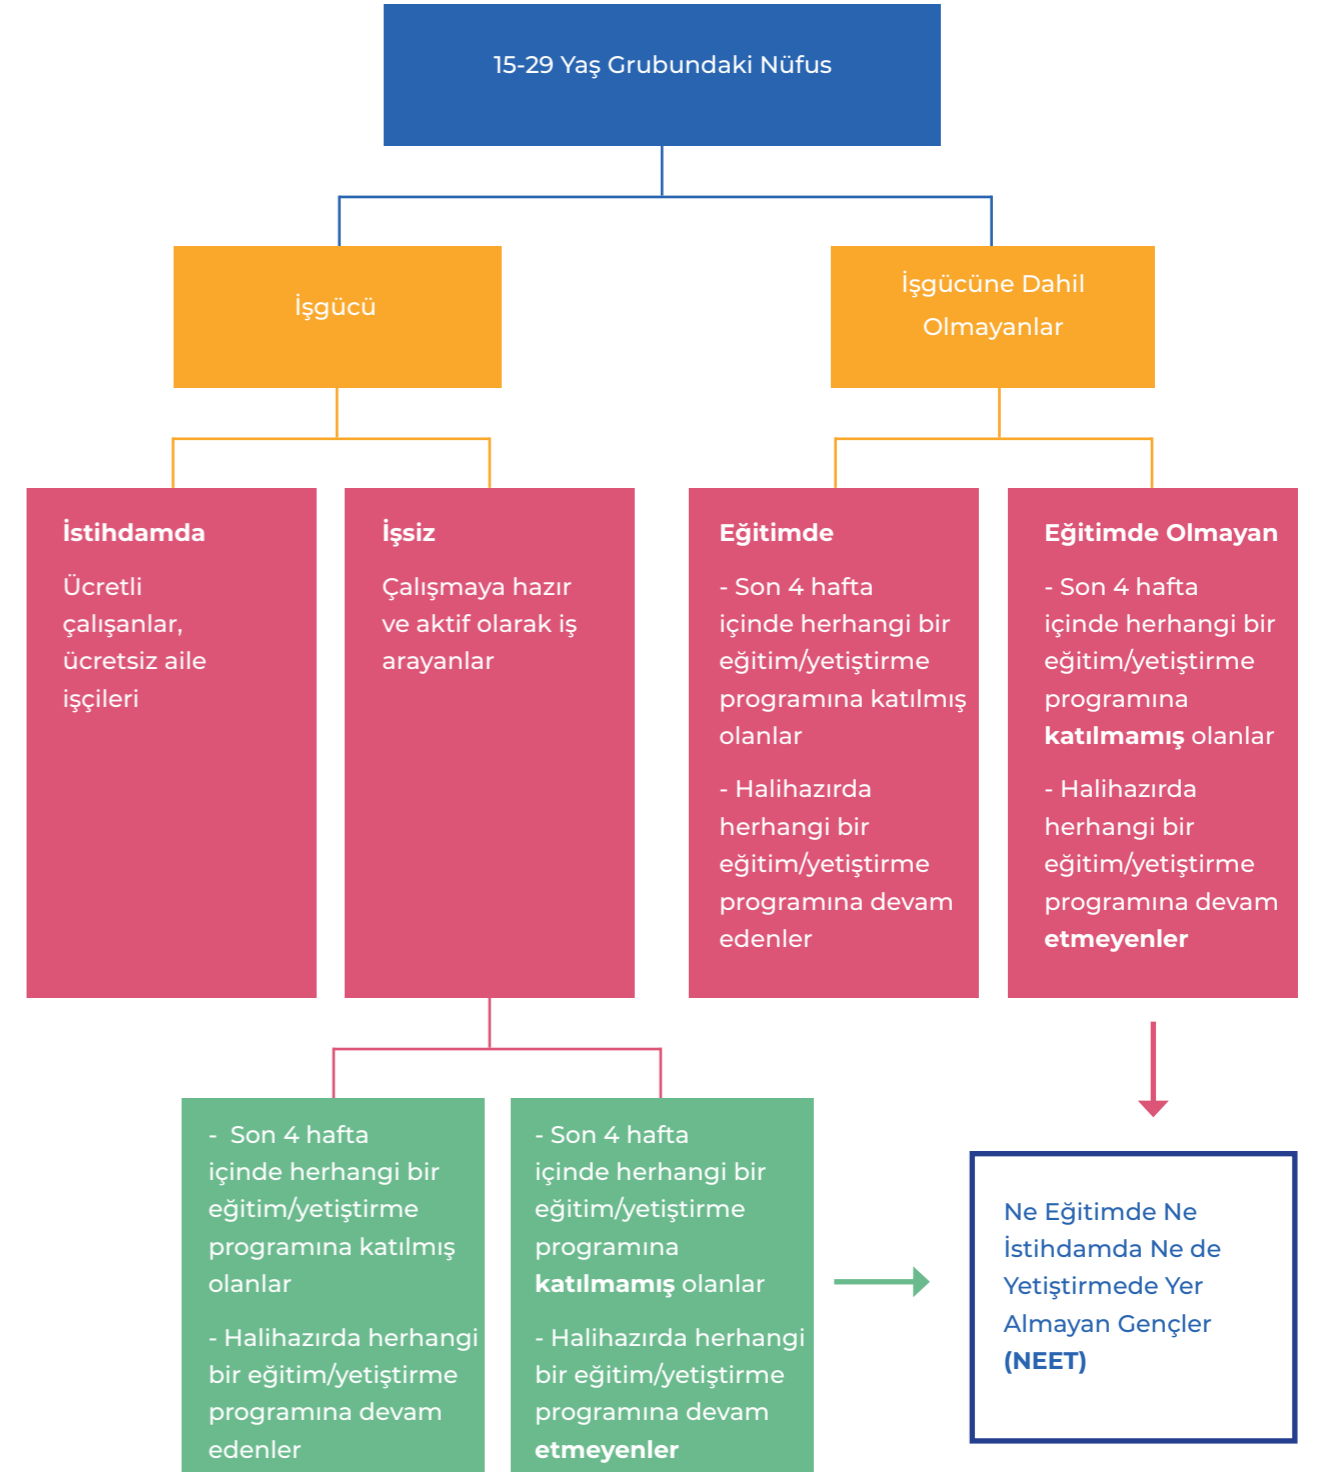 15-29 Yaş Grubundaki Nüfus
İşgücü
İşgücüne Dahil
Olmayanlar
İstihdamda
Ücretli
çalışanlar,
ücretsiz aile
işçileri
İşsiz
Çalışmaya hazır
ve aktif olarak iş
arayanlar
Eğitimde
- Son 4 hafta
içinde herhangi bir
eğitim/yetiştirme
programına katılmış
olanlar
- Halihazırda
herhangi bir
eğitim/yetiştirme
programına devam
edenler
Eğitimde Olmayan
- Son 4 hafta
içinde herhangi bir
eğitim/yetiştirme
programına
katılmamış olanlar
- Halihazırda
herhangi bir
eğitim/yetiştirme
programına devam
etmeyenler
- Son 4 hafta
içinde herhangi bir
eğitim/yetiştirme
programına katılmış
olanlar
- Halihazırda herhangi
bir eğitim/yetiştirme
programına devam
edenler
- Son 4 hafta
içinde herhangi bir
eğitim/yetiştirme
programına
katılmamış olanlar
- Halihazırda herhangi
bir eğitim/yetiştirme
programına devam
etmeyenler
Ne Eğitimde Ne
İstihdamda Ne de
Yetiştirmede Yer
Almayan Gençler
(NEET)